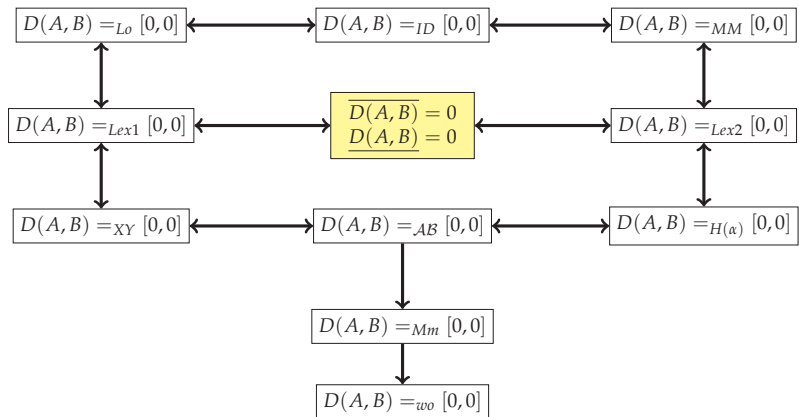 D(A, B) =_{Lo} [0, 0]
D(A, B) =_{ID} [0, 0]
D(A, B) =_{MM} [0, 0]
D(A, B) =_{Lex1} [0, 0]
\overline{D(A, B)} = 0
\underline{D(A, B)} = 0
D(A, B) =_{Lex2} [0, 0]
D(A, B) =_{XY} [0, 0]
D(A, B) =_{\mathcal{AB}} [0, 0]
D(A, B) =_{H(α)} [0, 0]
D(A, B) =_{Mm} [0, 0]
D(A, B) =_{wo} [0, 0]